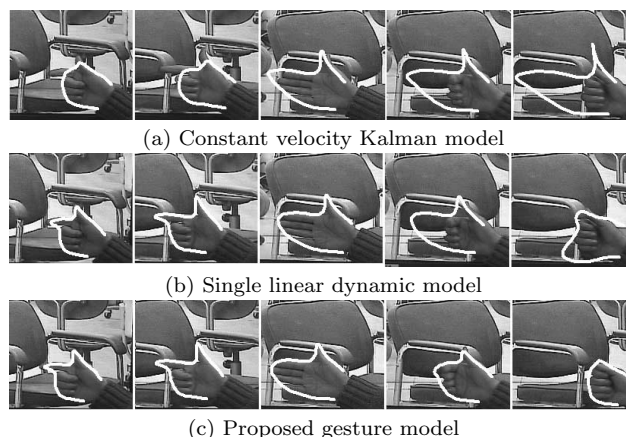 (a) Constant velocity Kalman model
(b) Single linear dynamic model
(c) Proposed gesture model